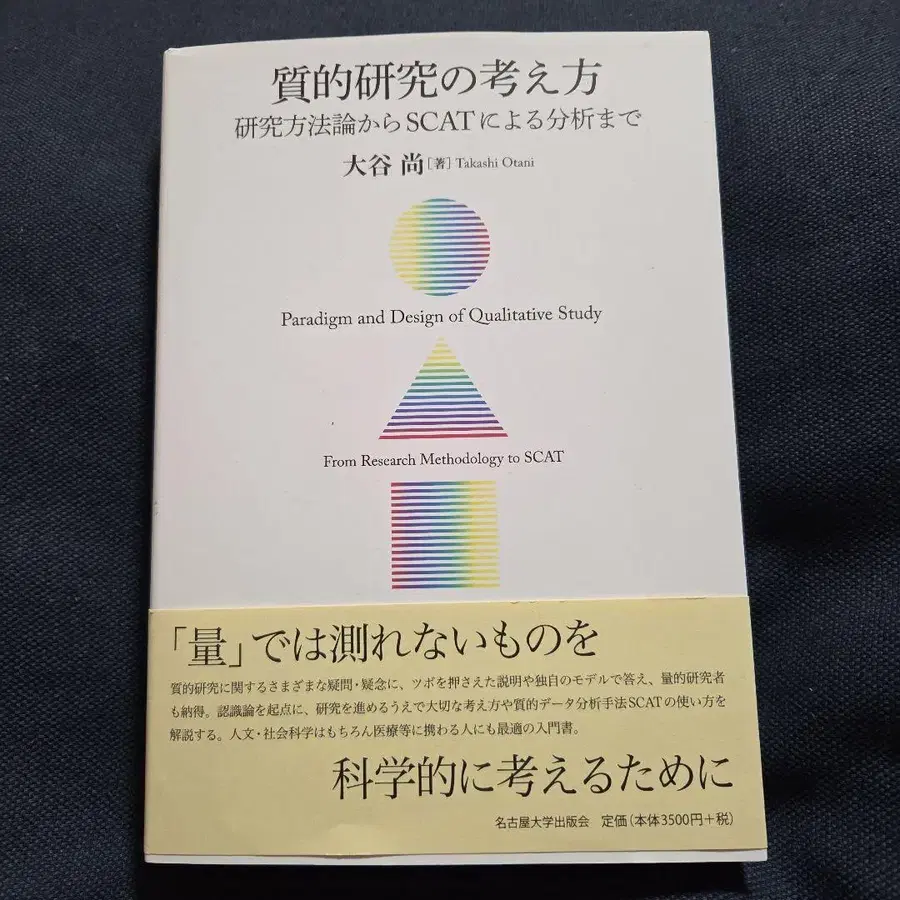 質的研究の考え方
研究方法論からSCATによる分析まで
大谷 尚[著] Takashi Otani
Paradigm and Design of Qualitative Study
From Research Methodology to SCAT
「量」では測れないものを
質的研究に関するさまざまな疑問・疑念に、ツボを押さえた説明や独自のモデルで答え、量的研究者
も納得。認識論を起点に、研究を進めるうえで大切な考え方や質的データ分析手法SCATの使い方を
解説する。人文・社会科学はもちろん医療等に携わる人にも最適の入門書。
科学的に考えるために
名古屋大学出版会 定価(本体3500円+税)